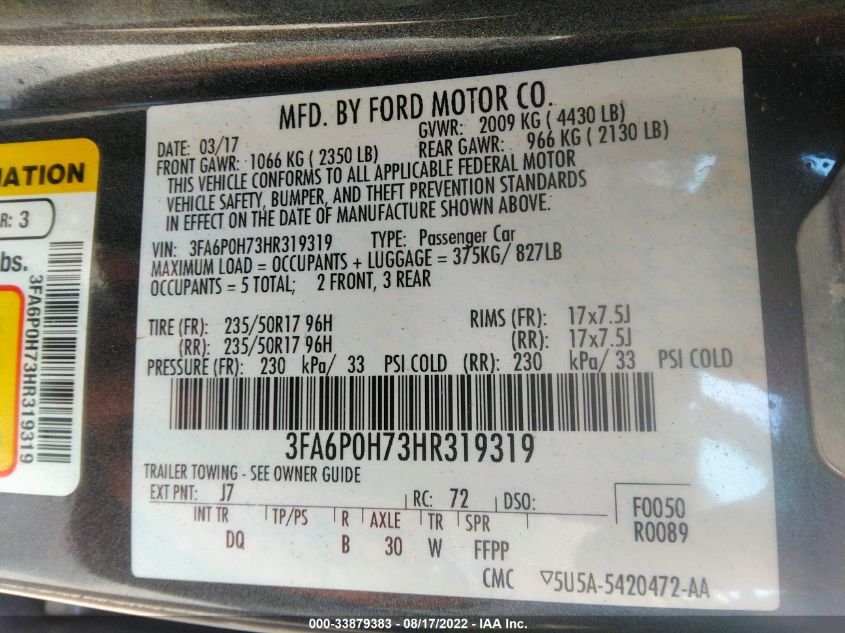 MFD. BY FORD MOTOR CO.
DATE: 03/17 GVWR: 2009 KG ( 4430 LB)
FRONT GAWR: 1066 KG ( 2350 LB) REAR GAWR: 966 KG ( 2130 LB)
THIS VEHICLE CONFORMS TO ALL APPLICABLE FEDERAL MOTOR
VEHICLE SAFETY, BUMPER, AND THEFT PREVENTION STANDARDS
IN EFFECT ON THE DATE OF MANUFACTURE SHOWN ABOVE.
VIN: 3FA6P0H73HR319319 TYPE: Passenger Car
MAXIMUM LOAD = OCCUPANTS + LUGGAGE = 375KG/ 827LB
OCCUPANTS = 5 TOTAL; 2 FRONT, 3 REAR
TIRE (FR): 235/50R17 96H RIMS (FR): 17x7.5J
(RR): 235/50R17 96H (RR): 17x7.5J
PRESSURE (FR): 230 kPa/ 33 PSI COLD (RR): 230 kPa/ 33 PSI COLD
3FA6P0H73HR319319
TRAILER TOWING - SEE OWNER GUIDE
EXT PNT: J7 RC: 72 DSO: F0050
INT TR TP/PS R AXLE TR SPR R0089
DQ B 30 W FFPP
CMC ▽5U5A-5420472-AA
MATION
R: 3
bs.
3FA6P0H73HR319319
000-33879383 - 08/17/2022 - IAA Inc.